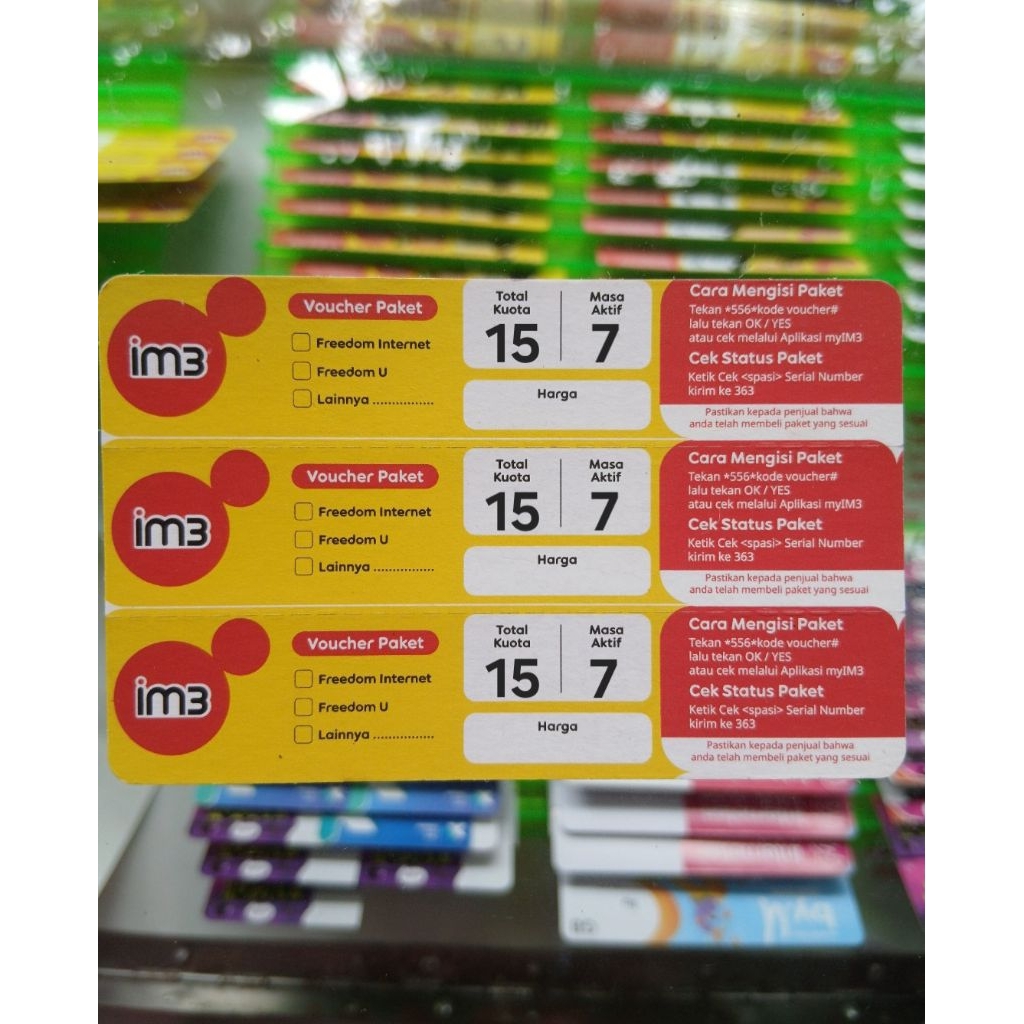 im3
Voucher Paket
Freedom Internet
Freedom U
Lainnya ................
Total Kuota
15
Masa Aktif
7
Harga
Cara Mengisi Paket
Tekan *556*kode voucher#
lalu tekan OK / YES
atau cek melalui Aplikasi myIM3
Cek Status Paket
Ketik Cek <spasi> Serial Number
kirim ke 363
Pastikan kepada penjual bahwa
anda telah membeli paket yang sesuai
im3
Voucher Paket
Freedom Internet
Freedom U
Lainnya ................
Total Kuota
15
Masa Aktif
7
Harga
Cara Mengisi Paket
Tekan *556*kode voucher#
lalu tekan OK / YES
atau cek melalui Aplikasi myIM3
Cek Status Paket
Ketik Cek <spasi> Serial Number
kirim ke 363
Pastikan kepada penjual bahwa
anda telah membeli paket yang sesuai
im3
Voucher Paket
Freedom Internet
Freedom U
Lainnya ................
Total Kuota
15
Masa Aktif
7
Harga
Cara Mengisi Paket
Tekan *556*kode voucher#
lalu tekan OK / YES
atau cek melalui Aplikasi myIM3
Cek Status Paket
Ketik Cek <spasi> Serial Number
kirim ke 363
Pastikan kepada penjual bahwa
anda telah membeli paket yang sesuai
by.U
GB